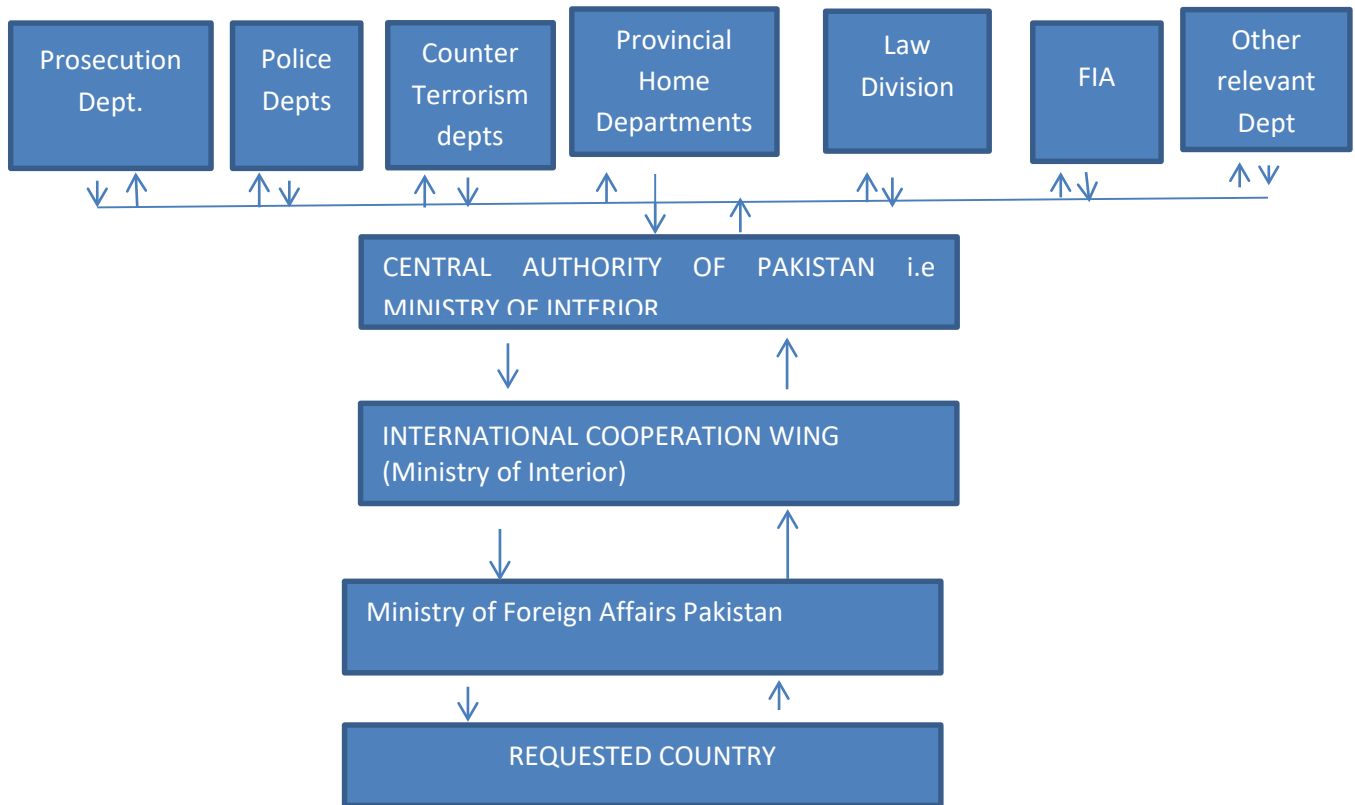 Prosecution
Dept.
Police
Depts
Counter
Terrorism
depts
Provincial
Home
Departments
Law
Division
FIA
Other
relevant
Dept
CENTRAL AUTHORITY OF PAKISTAN i.e
MINISTRY OF INTERIOR
INTERNATIONAL COOPERATION WING
(Ministry of Interior)
Ministry of Foreign Affairs Pakistan
REQUESTED COUNTRY